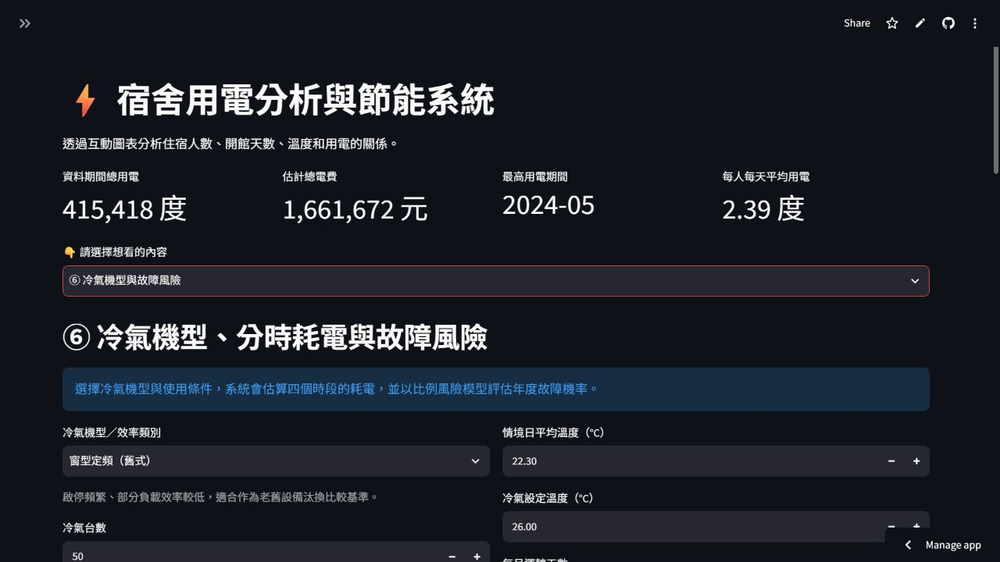 Share
宿舍用電分析與節能系統
透過互動圖表分析住宿人數、開館天數、溫度和用電的關係。
資料期間總用電
415,418 度
估計總電費
1,661,672 元
最高用電期間
2024-05
每人每天平均用電
2.39 度
請選擇想看的內容
⑥ 冷氣機型與故障風險
⑥ 冷氣機型、分時耗電與故障風險
選擇冷氣機型與使用條件，系統會估算四個時段的耗電，並以比例風險模型評估年度故障機率。
冷氣機型／效率類別
窗型定頻（舊式）
啟停頻繁、部分負載效率較低，適合作為老舊設備汰換比較基準。
冷氣台數
50
情境日平均溫度（°C）
22.30
冷氣設定溫度（°C）
26.00
每月運轉天數
Manage app